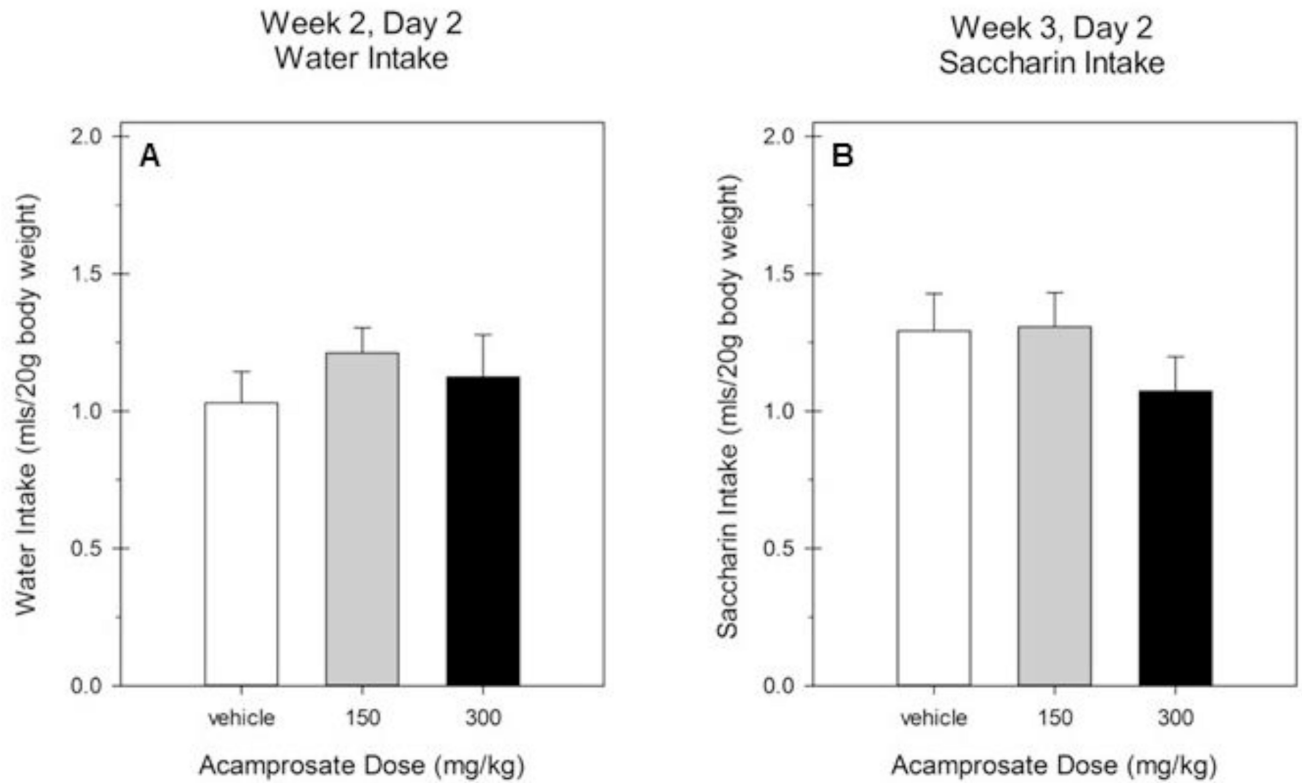 Week 2, Day 2
Water Intake
A
Water Intake (mls/20g body weight)
2.0
1.5
1.0
0.5
0.0
vehicle 150 300
Acamprosate Dose (mg/kg)
Week 3, Day 2
Saccharin Intake
B
Saccharin Intake (mls/20g body weight)
2.0
1.5
1.0
0.5
0.0
vehicle 150 300
Acamprosate Dose (mg/kg)